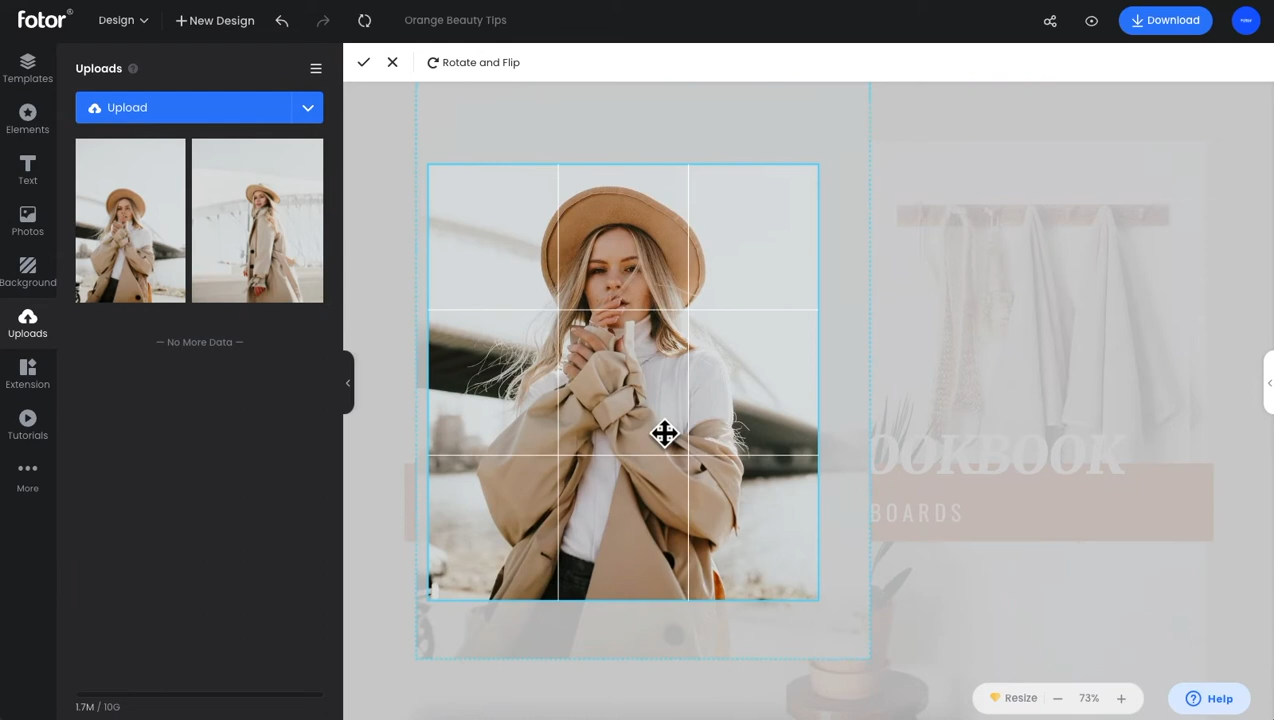 fotor®
Design
New Design
Orange Beauty Tips
Download
Templates
Elements
Text
Photos
Background
Uploads
Extension
Tutorials
More
Uploads
Upload
— No More Data —
1.7M / 10G
Rotate and Flip
OOKBOOK
BOARDS
Resize
73%
Help